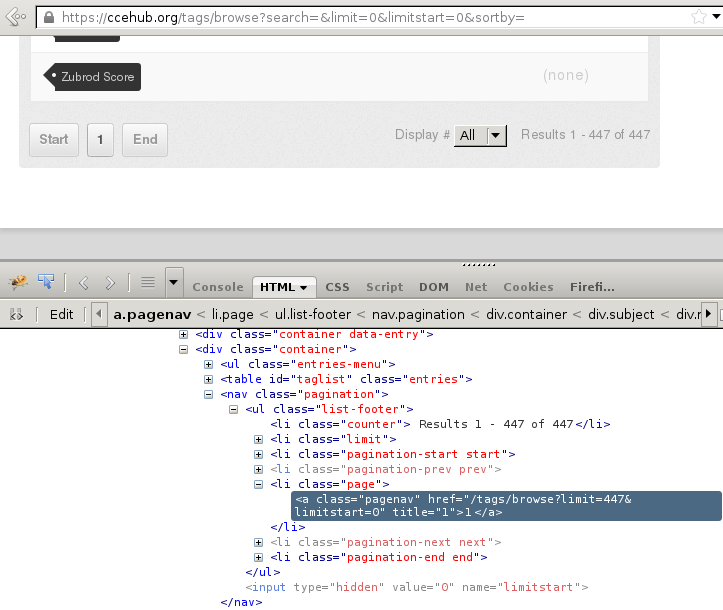 https://ccehub.org/tags/browse?search=&limit=0&limitstart=0&sortby=
Zubrod Score (none)
Start 1 End Display # All Results 1 - 447 of 447
Console HTML CSS Script DOM Net Cookies Firefi...
Edit a.pagenav < li.page < ul.list-footer < nav.pagination < div.container < div.subject < div.r
<div class="container data-entry">
<div class="container">
<ul class="entries-menu">
<table id="taglist" class="entries">
<nav class="pagination">
<ul class="list-footer">
<li class="counter"> Results 1 - 447 of 447</li>
<li class="limit">
<li class="pagination-start start">
<li class="pagination-prev prev">
<li class="page">
<a class="pagenav" href="/tags/browse?limit=447&
limitstart=0" title="1">1</a>
</li>
<li class="pagination-next next">
<li class="pagination-end end">
</ul>
<input type="hidden" value="0" name="limitstart">
</nav>